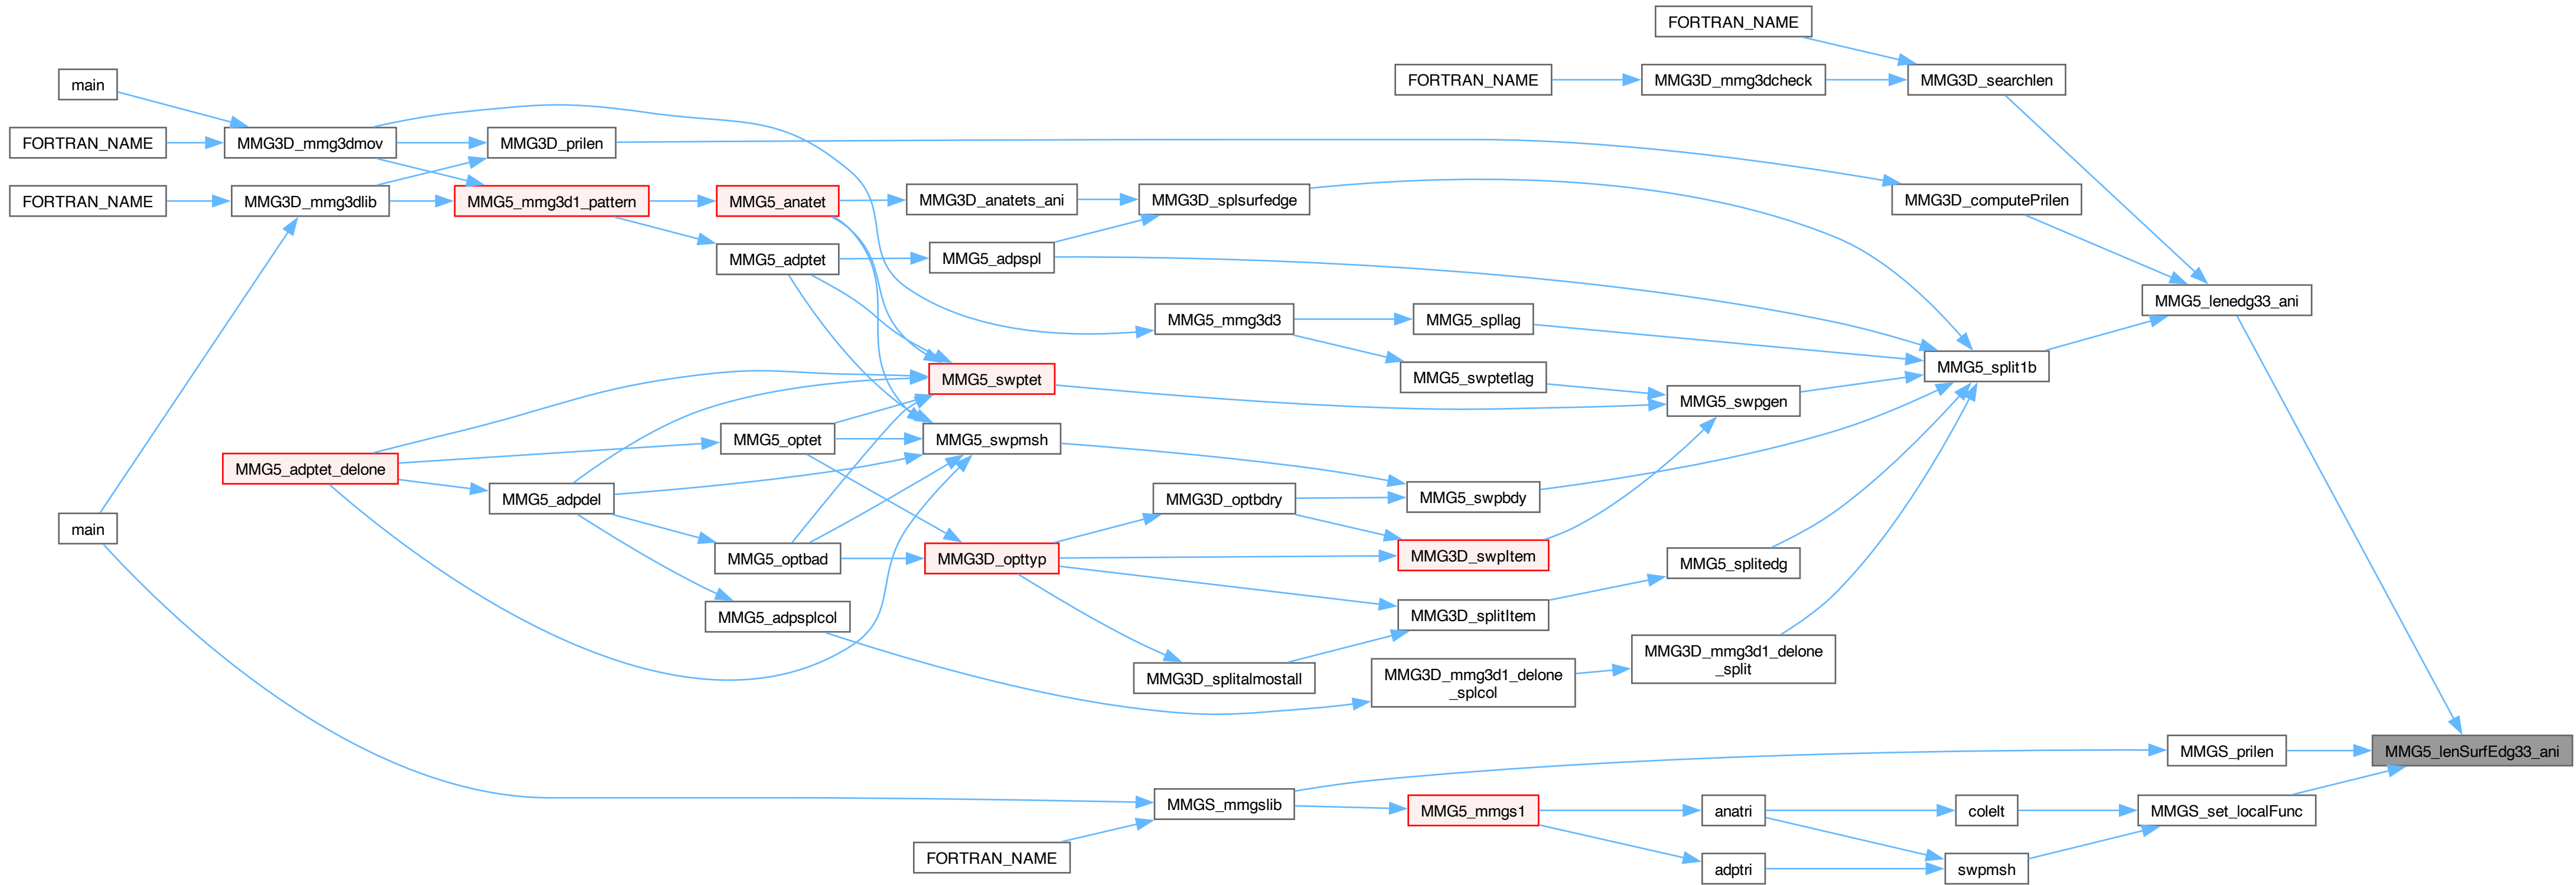 FORTRAN_NAME
main
FORTRAN_NAME
MMG3D_mmg3dcheck
MMG3D_searchlen
FORTRAN_NAME
MMG3D_mmg3dmov
MMG3D_prilen
FORTRAN_NAME
MMG3D_mmg3dlib
MMG5_mmg3d1_pattern
MMG5_anatet
MMG3D_anatets_ani
MMG3D_splsurfedge
MMG3D_computePrilen
MMG5_adptet
MMG5_adpspl
MMG5_lenedg33_ani
MMG5_mmg3d3
MMG5_spllag
MMG5_split1b
MMG5_swptet
MMG5_swptetlag
MMG5_swpgen
MMG5_optet
MMG5_swpmsh
MMG5_adptet_delone
MMG5_adpdel
MMG3D_optbdry
MMG5_swpbdy
main
MMG5_optbad
MMG3D_opttyp
MMG3D_swpItem
MMG5_splitedg
MMG5_adpsplcol
MMG3D_splitItem
MMG3D_splitalmostall
MMG3D_mmg3d1_delone
_splcol
MMG3D_mmg3d1_delone
_split
MMGS_prilen
MMG5_lenSurfEdg33_ani
MMGS_mmgslib
MMG5_mmgs1
anatri
colelt
MMGS_set_localFunc
FORTRAN_NAME
adptri
swpmsh